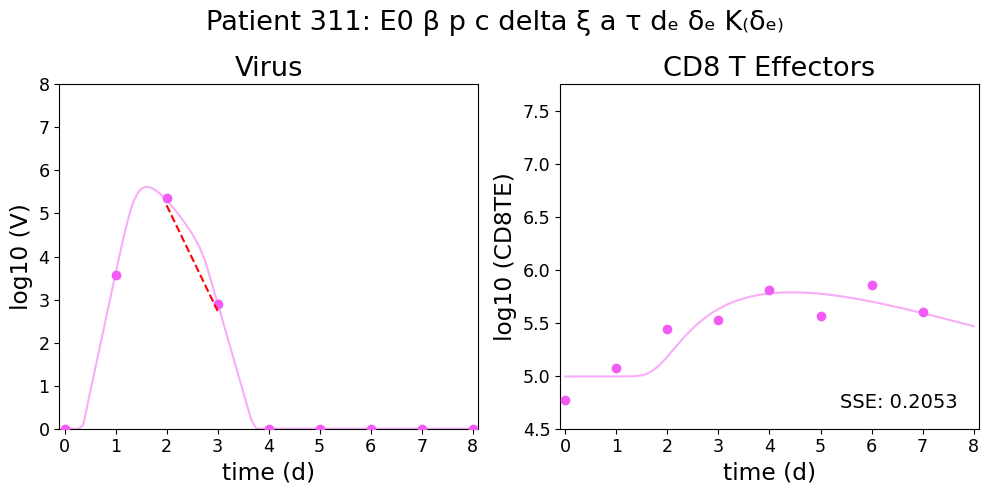 Patient 311: E0 β p c delta ξ a τ dₑ δₑ K₍δₑ₎
Virus
CD8 T Effectors
log10 (V)
8
7
6
5
4
3
2
1
0
0 1 2 3 4 5 6 7 8
time (d)
log10 (CD8TE)
7.5
7.0
6.5
6.0
5.5
5.0
4.5
SSE: 0.2053
0 1 2 3 4 5 6 7 8
time (d)